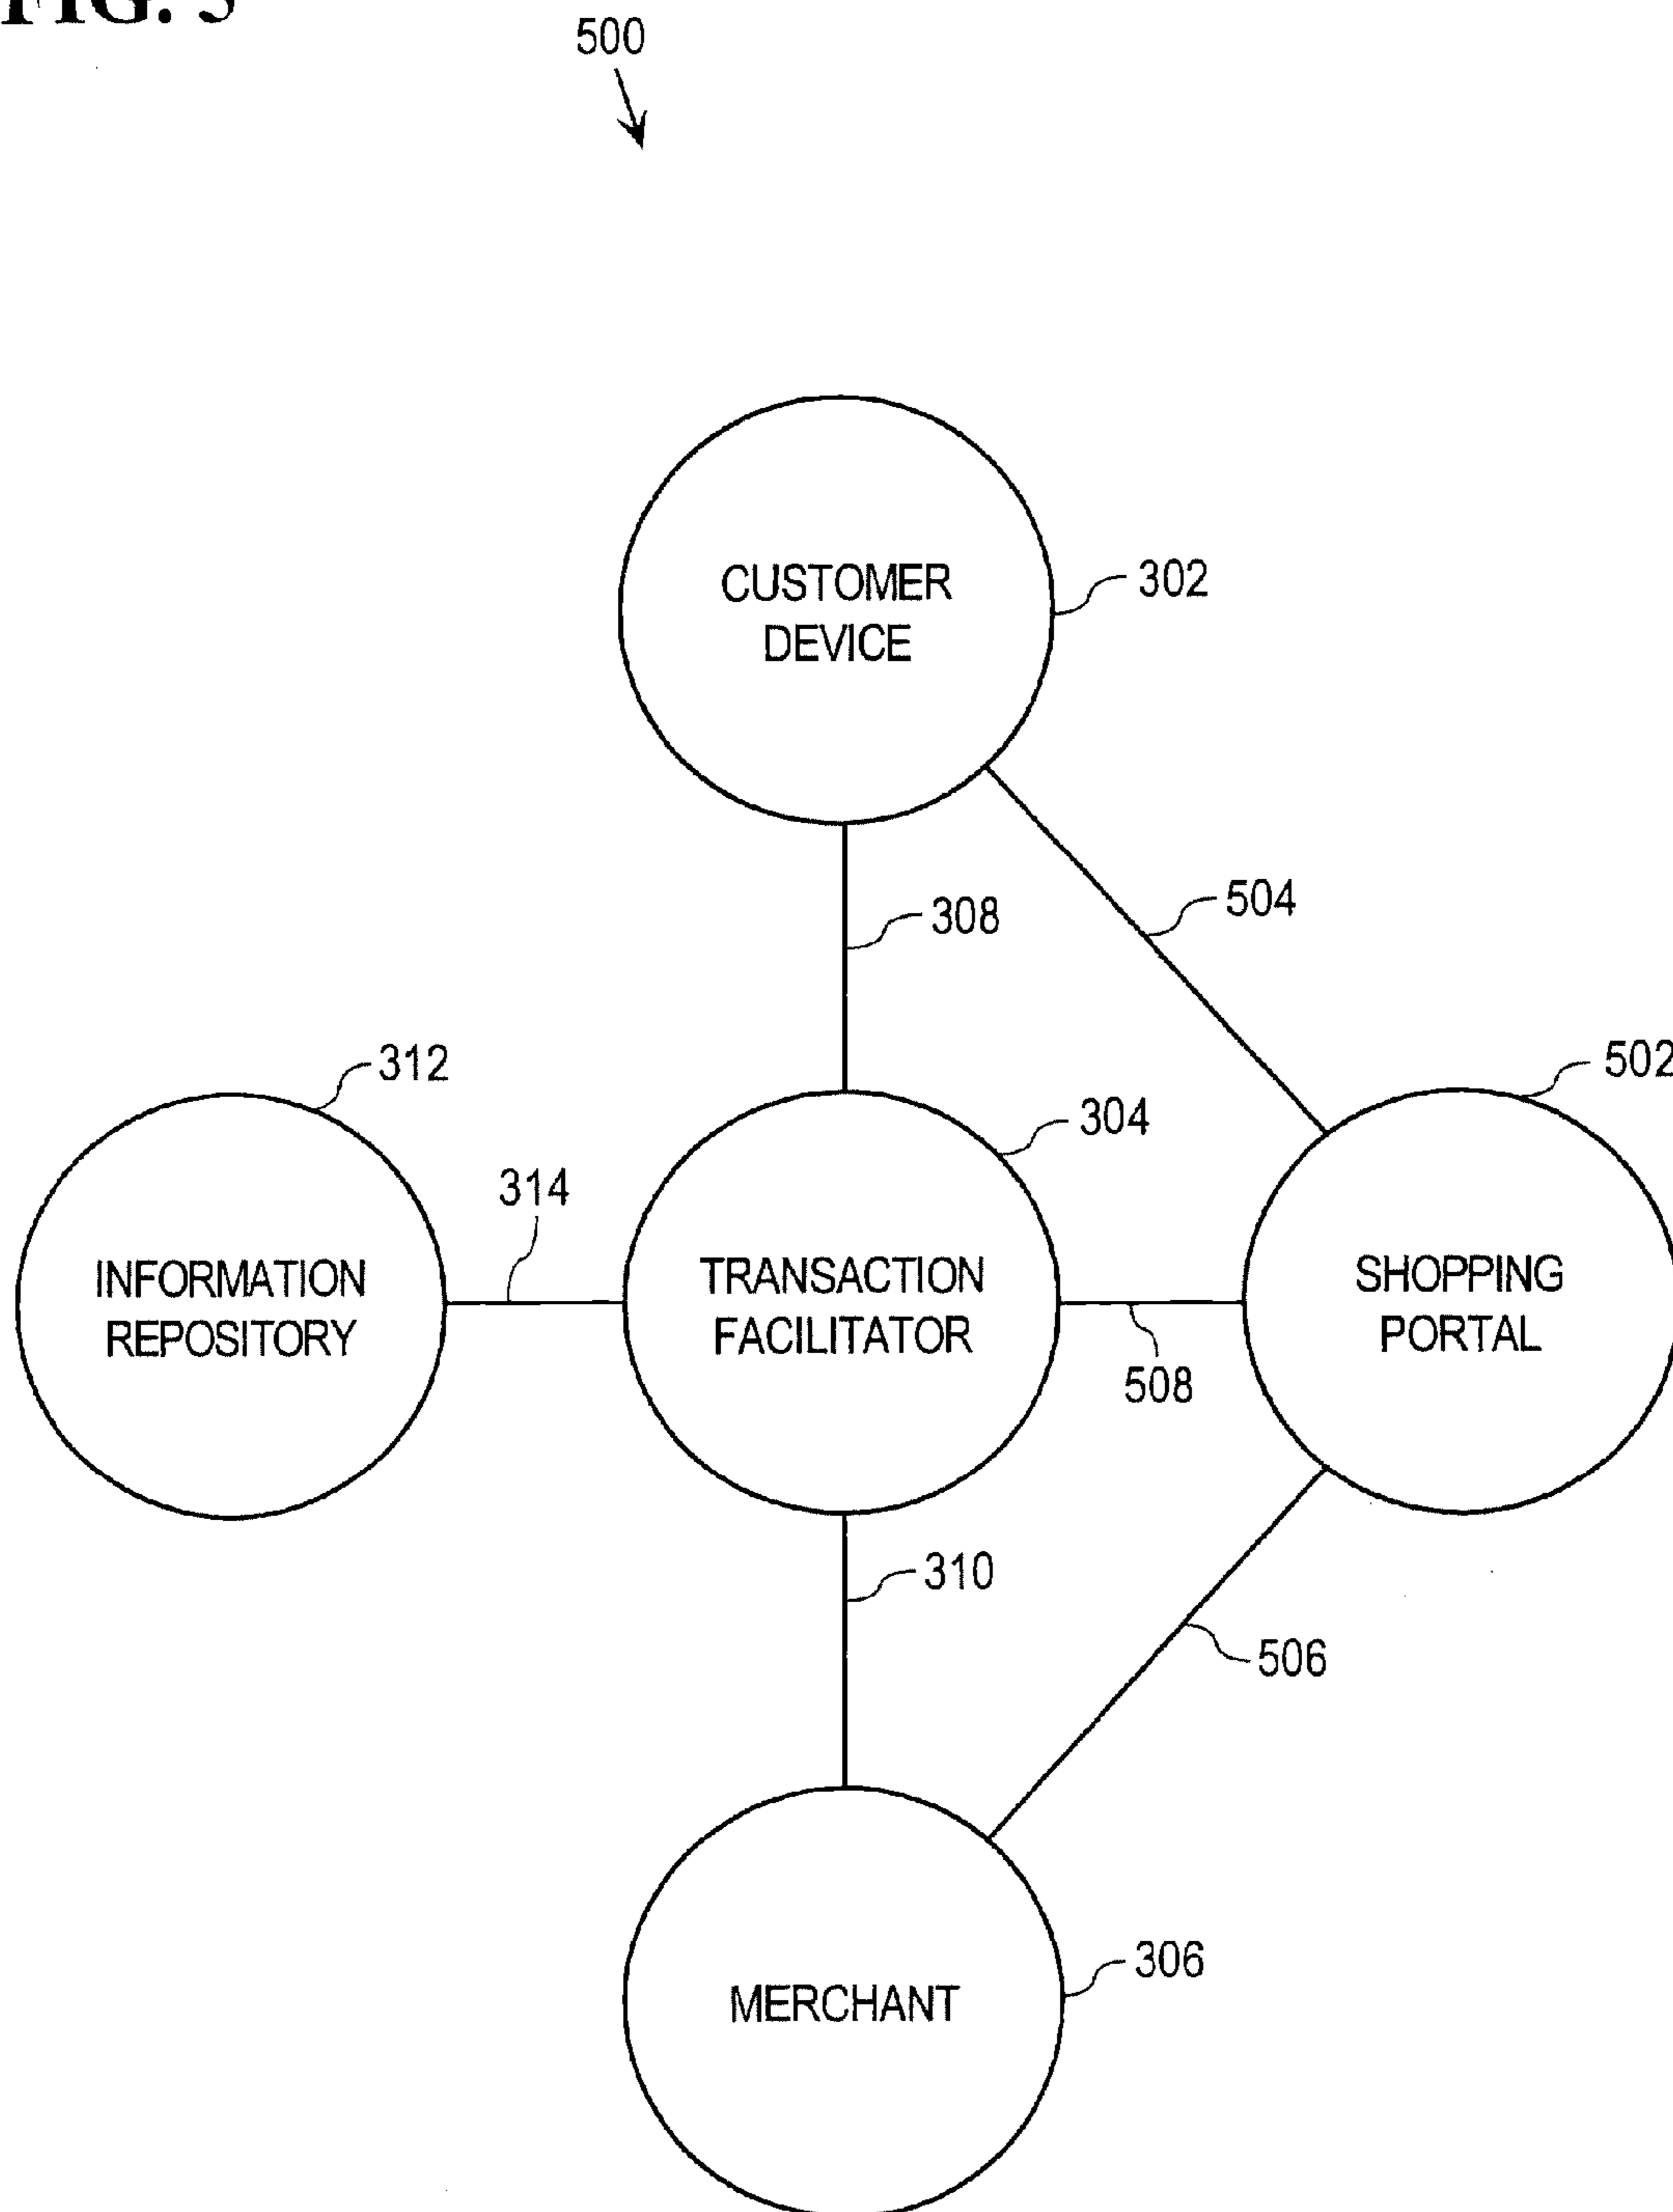 FIG. 5
500
CUSTOMER
DEVICE
302
504
308
312
502
304
314
INFORMATION
REPOSITORY
TRANSACTION
FACILITATOR
SHOPPING
PORTAL
508
310
506
306
MERCHANT